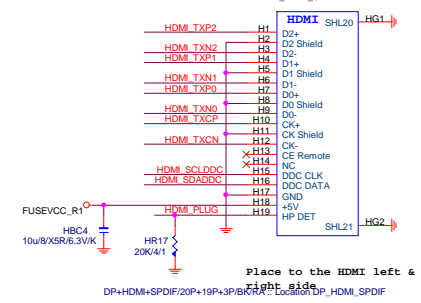 HDMI
HDMI_TXP2 H1 D2+ SHL20 HG1
H2 D2 Shield
HDMI_TXN2 H3 D2-
HDMI_TXP1 H4 D1+
H5 D1 Shield
HDMI_TXN1 H6 D1-
HDMI_TXP0 H7 D0+
H8 D0 Shield
HDMI_TXN0 H9 D0-
HDMI_TXCP H10 CK+
H11 CK Shield
HDMI_TXCN H12 CK-
H13 CE Remote
H14 NC
HDMI_SCLDDC H15 DDC CLK
HDMI_SDADDC H16 DDC DATA
H17 GND
FUSEVCC_R1 H18 +5V
HDMI_PLUG H19 HP DET
SHL21 HG2
HBC4
10u/8/X5R/6.3V/K
HR17
20K/4/1
Place to the HDMI left &
right side
DP+HDMI+SPDIF/20P+19P+3P/BK/RA :: Location DP_HDMI_SPDIF